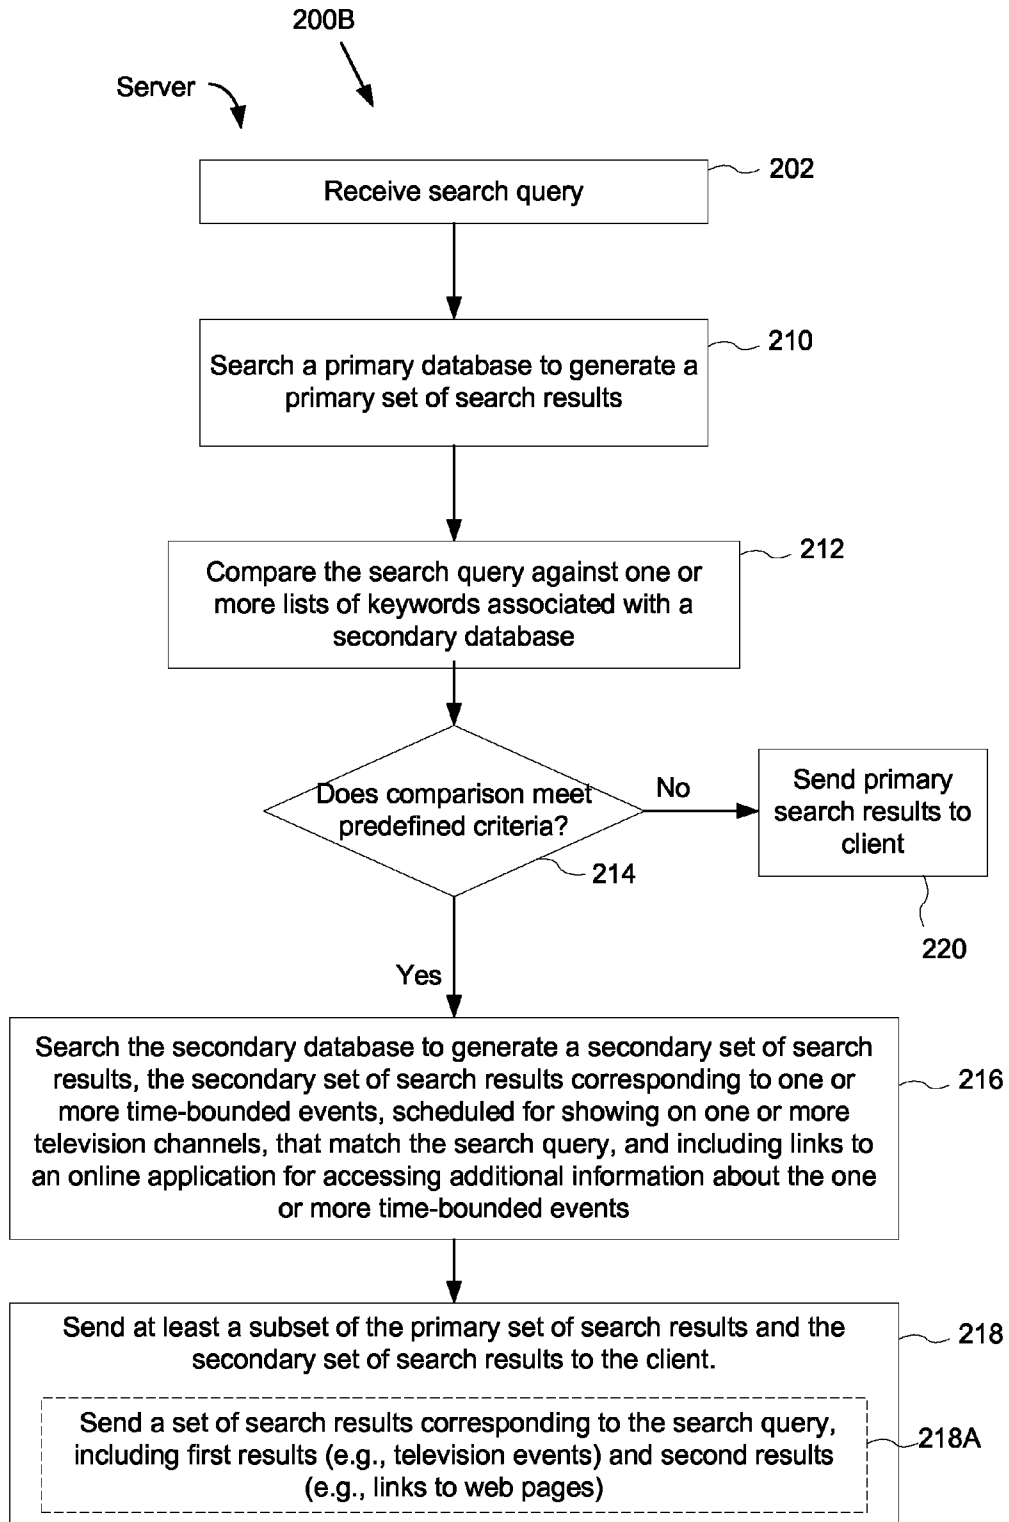 200B
Server
202
Receive search query
210
Search a primary database to generate a
primary set of search results
212
Compare the search query against one or
more lists of keywords associated with a
secondary database
Does comparison meet
predefined criteria?
214
No
Send primary
search results to
client
220
Yes
Search the secondary database to generate a secondary set of search
results, the secondary set of search results corresponding to one or
more time-bounded events, scheduled for showing on one or more
television channels, that match the search query, and including links to
an online application for accessing additional information about the one
or more time-bounded events
216
Send at least a subset of the primary set of search results and the
secondary set of search results to the client.
218
Send a set of search results corresponding to the search query,
including first results (e.g., television events) and second results
(e.g., links to web pages)
218A